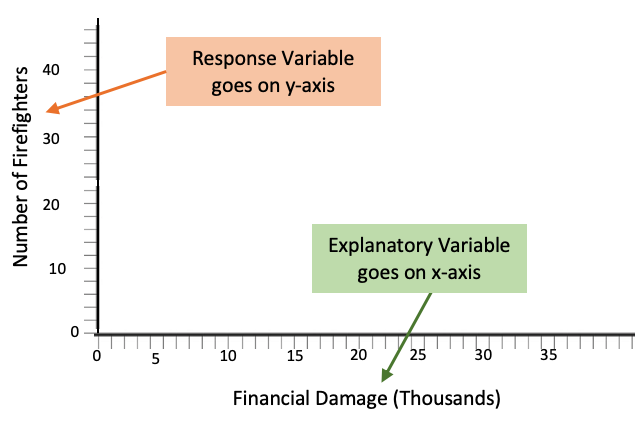 Response Variable
goes on y-axis
Number of Firefighters
40
30
20
10
0
Explanatory Variable
goes on x-axis
0 5 10 15 20 25 30 35
Financial Damage (Thousands)